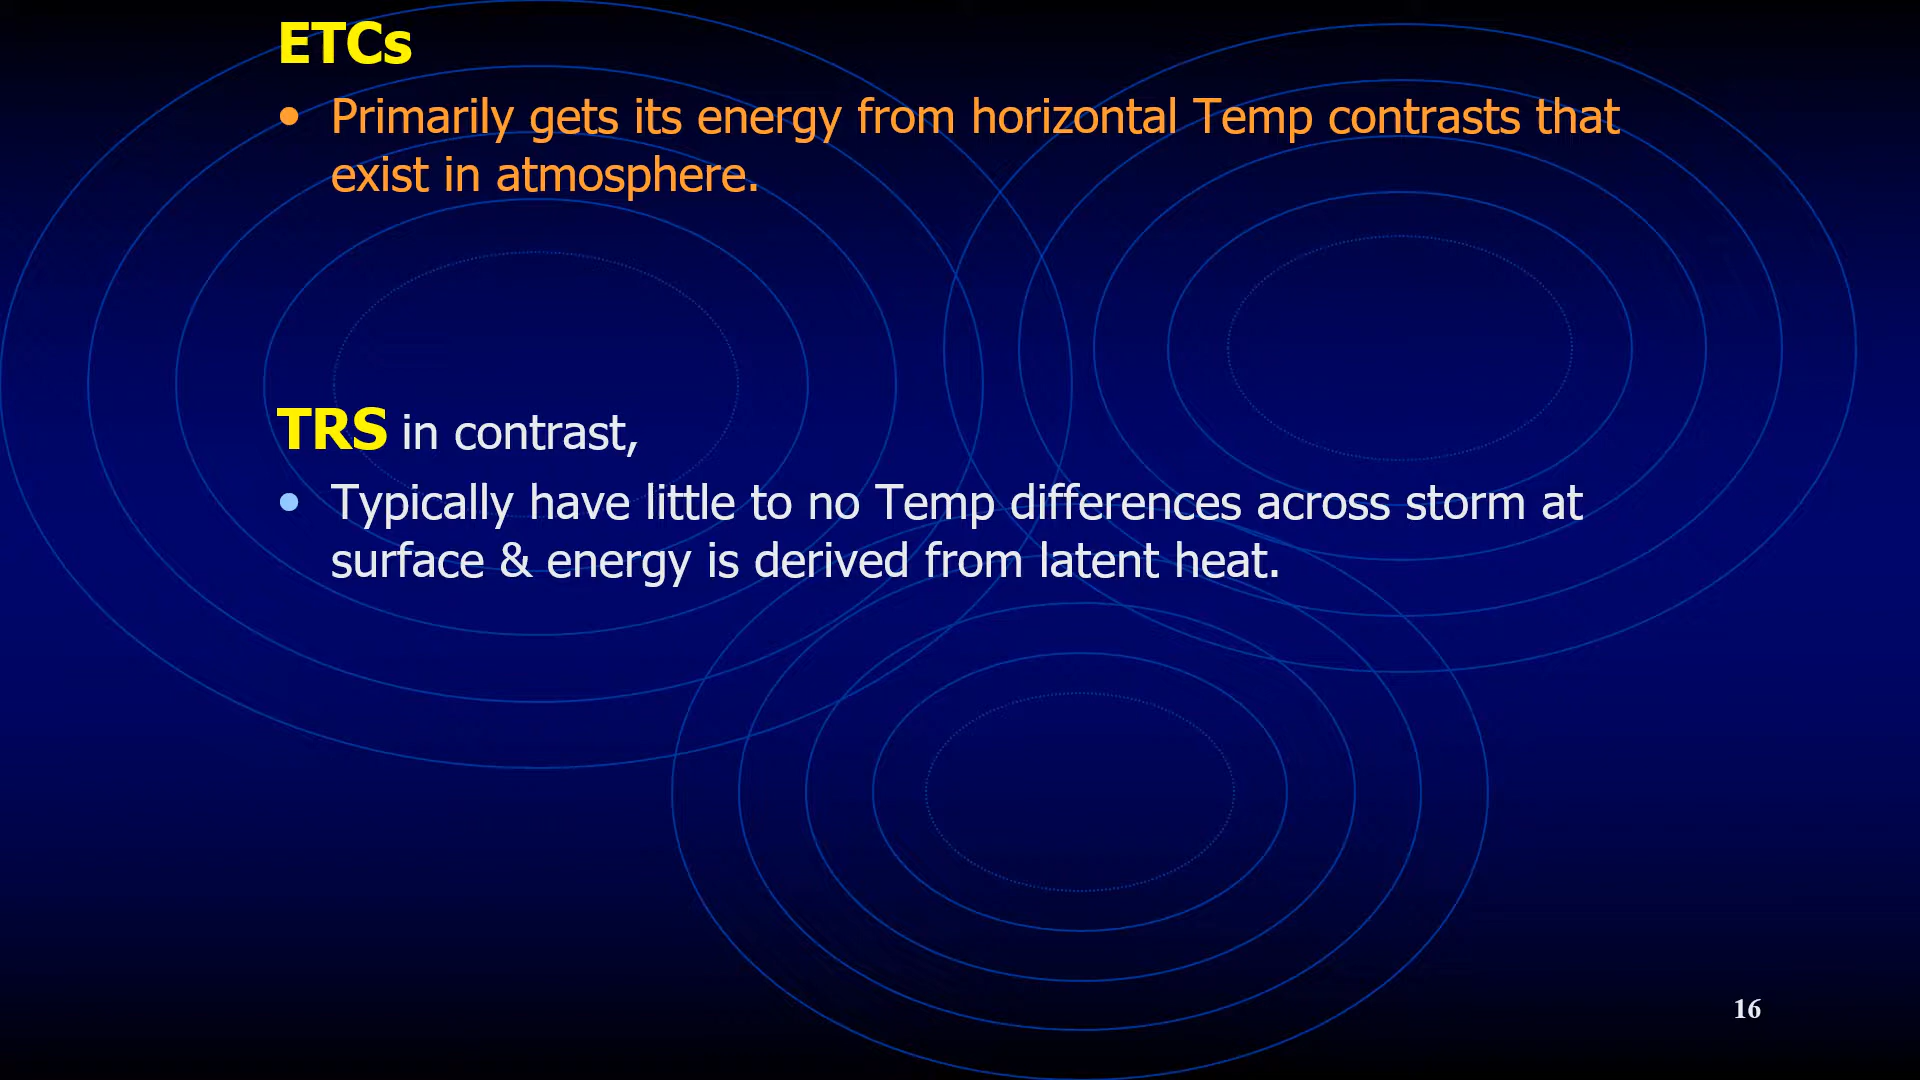 ETCs
• Primarily gets its energy from horizontal Temp contrasts that
exist in atmosphere.
TRS in contrast,
• Typically have little to no Temp differences across storm at
surface & energy is derived from latent heat.
16